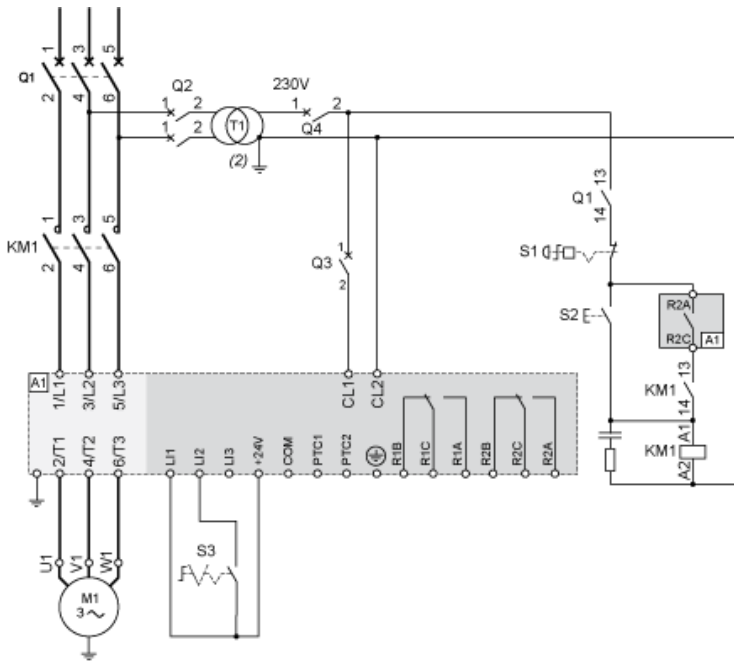 1 3 5
Q1
2 4 6
Q2
1 2
1 2
T1
(2)
230V
1 2
Q4
13
Q1
14
S1
S2
R2A
R2C
A1
1 3 5
KM1
2 4 6
1
Q3
2
13
KM1
14
A1
KM1
A2
A1
1/L1 3/L2 5/L3
CL1 CL2
2/T1 4/T2 6/T3
LI1 LI2 LI3 +24V COM PTC1 PTC2 R1B R1C R1A R2B R2C R2A
S3
U1 V1 W1
M1
3